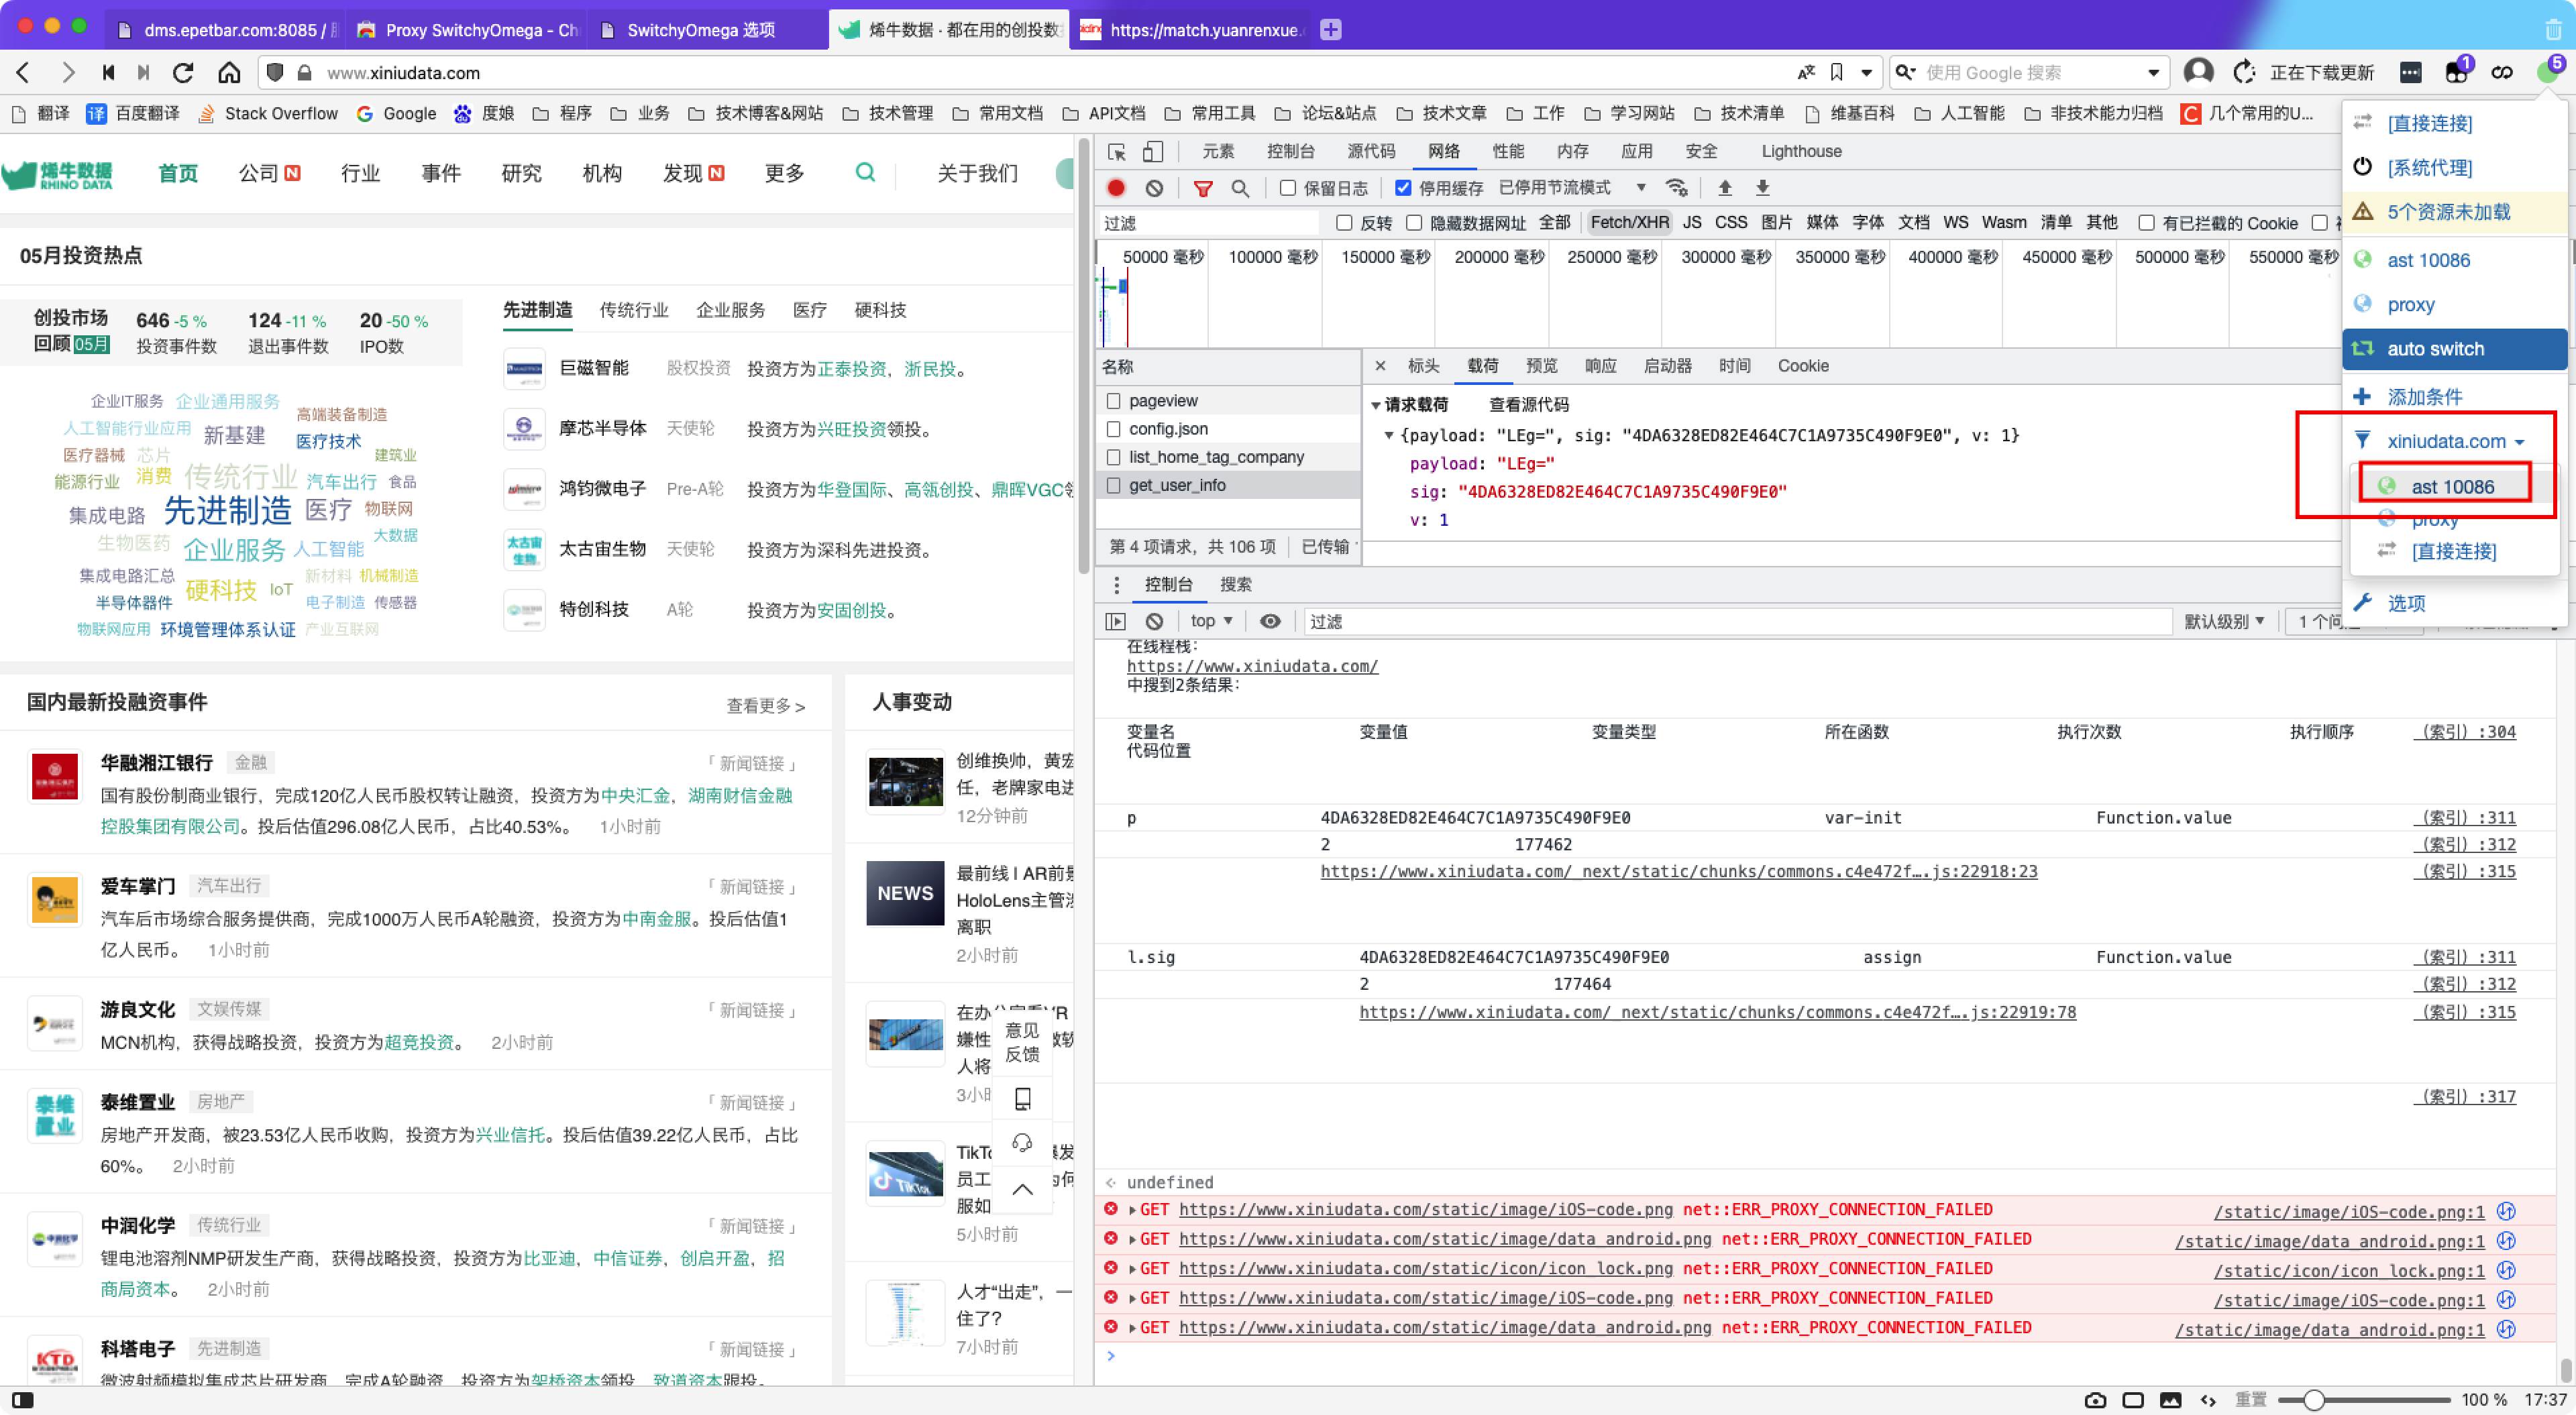 dms.epetbar.com:8085 /
Proxy SwitchyOmega - Ch
SwitchyOmega 选项
烯牛数据 · 都在用的创投数
https://match.yuanrenxue.
www.xiniudata.com
使用 Google 搜索
正在下载更新
1
5
翻译
译 百度翻译
Stack Overflow
Google
度娘
程序
业务
技术博客&网站
技术管理
常用文档
API文档
常用工具
论坛&站点
技术文章
工作
学习网站
技术清单
维基百科
人工智能
非技术能力归档
C 几个常用的U...
烯牛数据
RHINO DATA
首页
公司 N
行业
事件
研究
机构
发现 N
更多
关于我们
05月投资热点
创投市场
回顾 05月
646 -5 %
投资事件数
124 -11 %
退出事件数
20 -50 %
IPO数
企业IT服务 企业通用服务 高端装备制造
人工智能行业应用 新基建 医疗技术
医疗器械 芯片 建筑业
能源行业 消费 传统行业 汽车出行 食品
集成电路 先进制造 医疗 物联网
生物医药 企业服务 人工智能 大数据
集成电路汇总 硬科技 IoT 新材料 机械制造
半导体器件 电子制造 传感器
物联网应用 环境管理体系认证 产业互联网
先进制造 传统行业 企业服务 医疗 硬科技
巨磁智能 股权投资 投资方为正泰投资，浙民投。
摩芯半导体 天使轮 投资方为兴旺投资领投。
鸿钧微电子 Pre-A轮 投资方为华登国际、高瓴创投、鼎晖VGC领
太古宙生物 天使轮 投资方为深科先进投资。
特创科技 A轮 投资方为安固创投。
国内最新投融资事件
查看更多 >
华融湘江银行 金融 「 新闻链接 」
国有股份制商业银行，完成120亿人民币股权转让融资，投资方为中央汇金，湖南财信金融
控股集团有限公司。投后估值296.08亿人民币，占比40.53%。 1小时前
爱车掌门 汽车出行 「 新闻链接 」
汽车后市场综合服务提供商，完成1000万人民币A轮融资，投资方为中南金服。投后估值1
亿人民币。 1小时前
游良文化 文娱传媒 「 新闻链接 」
MCN机构，获得战略投资，投资方为超竞投资。 2小时前
泰维置业 房地产 「 新闻链接 」
房地产开发商，被23.53亿人民币收购，投资方为兴业信托。投后估值39.22亿人民币，占比
60%。 2小时前
中润化学 传统行业 「 新闻链接 」
锂电池溶剂NMP研发生产商，获得战略投资，投资方为比亚迪，中信证券，创启开盈，招
商局资本。 2小时前
KTD
科塔电子 先进制造 「 新闻链接 」
微波射频模拟集成芯片研发商，完成A轮融资，投资方为架桥资本领投，致道资本跟投。
人事变动
创维换帅，黄宏
任，老牌家电进
12分钟前
NEWS
最前线 | AR前景
HoloLens主管涉
离职
2小时前
在办
VR
嫌性
人将
3小时
TikTok
员工
服如
5小时前
人才“出走”，一
住了?
7小时前
意见
反馈
元素 控制台 源代码 网络 性能 内存 应用 安全 Lighthouse
保留日志 停用缓存 已停用节流模式
过滤
反转 隐藏数据网址 全部 Fetch/XHR JS CSS 图片 媒体 字体 文档 WS Wasm 清单 其他 有已拦截的 Cookie
50000 毫秒 100000 毫秒 150000 毫秒 200000 毫秒 250000 毫秒 300000 毫秒 350000 毫秒 400000 毫秒 450000 毫秒 500000 毫秒 550000 毫秒
名称
pageview
config.json
list_home_tag_company
get_user_info
第 4 项请求，共 106 项 已传输
× 标头 载荷 预览 响应 启动器 时间 Cookie
请求载荷 查看源代码
{payload: "LEg=", sig: "4DA6328ED82E464C7C1A9735C490F9E0", v: 1}
payload: "LEg="
sig: "4DA6328ED82E464C7C1A9735C490F9E0"
v: 1
控制台 搜索
top 过滤 默认级别 1 个问
在线程栈：
https://www.xiniudata.com/
中搜到2条结果：
变量名 变量值 变量类型 所在函数 执行次数 执行顺序 （索引）:304
代码位置
p 4DA6328ED82E464C7C1A9735C490F9E0 var-init Function.value （索引）:311
2 177462 （索引）:312
https://www.xiniudata.com/_next/static/chunks/commons.c4e472f….js:22918:23 （索引）:315
l.sig 4DA6328ED82E464C7C1A9735C490F9E0 assign Function.value （索引）:311
2 177464 （索引）:312
https://www.xiniudata.com/_next/static/chunks/commons.c4e472f….js:22919:78 （索引）:315
（索引）:317
undefined
GET https://www.xiniudata.com/static/image/iOS-code.png net::ERR_PROXY_CONNECTION_FAILED /static/image/iOS-code.png:1
GET https://www.xiniudata.com/static/image/data_android.png net::ERR_PROXY_CONNECTION_FAILED /static/image/data_android.png:1
GET https://www.xiniudata.com/static/icon/icon_lock.png net::ERR_PROXY_CONNECTION_FAILED /static/icon/icon_lock.png:1
GET https://www.xiniudata.com/static/image/iOS-code.png net::ERR_PROXY_CONNECTION_FAILED /static/image/iOS-code.png:1
GET https://www.xiniudata.com/static/image/data_android.png net::ERR_PROXY_CONNECTION_FAILED /static/image/data_android.png:1
[直接连接]
[系统代理]
5个资源未加载
ast 10086
proxy
auto switch
添加条件
xiniudata.com
ast 10086
proxy
[直接连接]
选项
重置 100 % 17:37